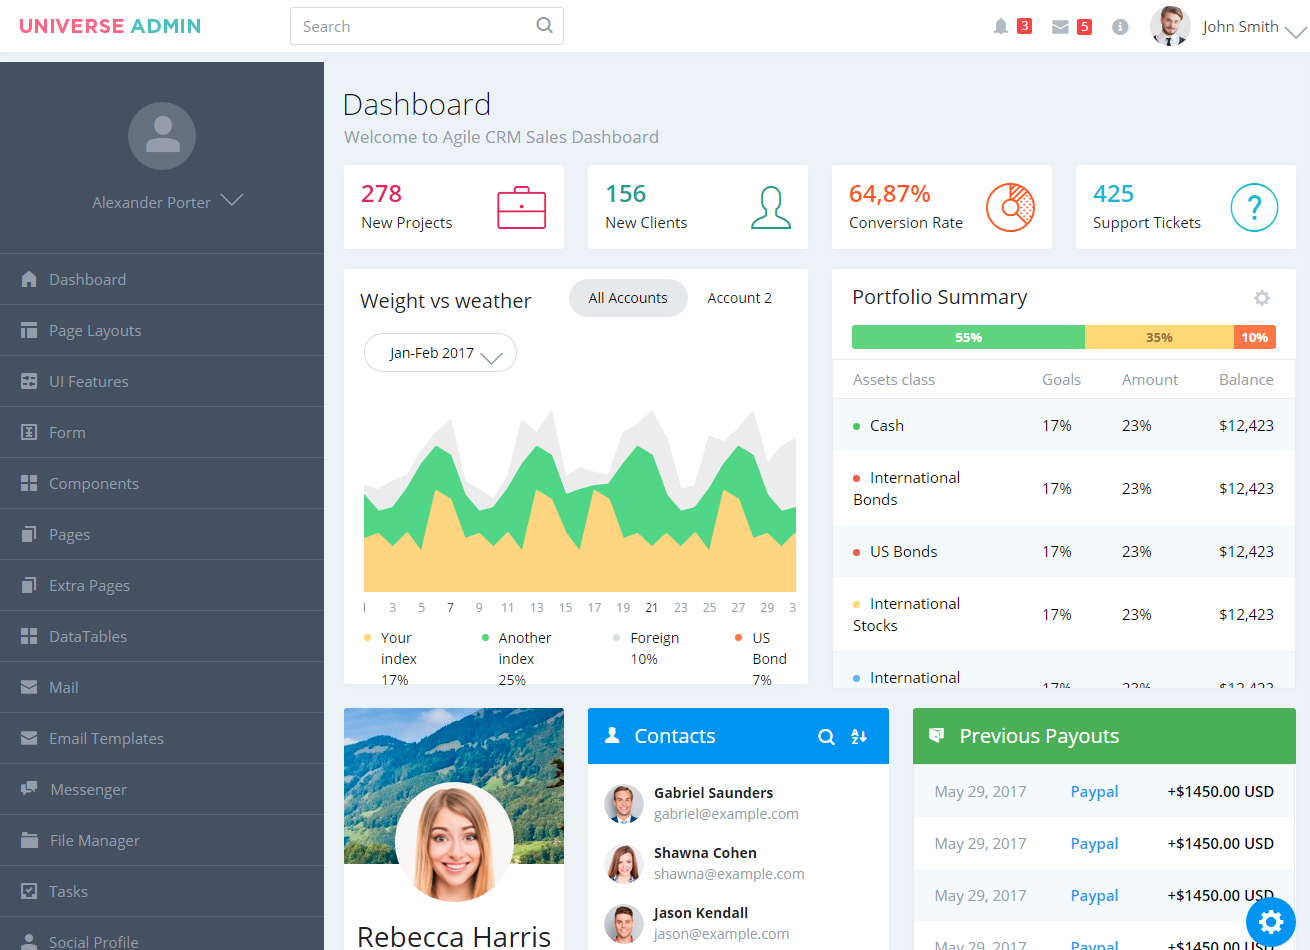 UNIVERSE ADMIN
Search
3
5
John Smith
Alexander Porter
Dashboard
Page Layouts
UI Features
Form
Components
Pages
Extra Pages
DataTables
Mail
Email Templates
Messenger
File Manager
Tasks
Social Profile
Dashboard
Welcome to Agile CRM Sales Dashboard
278
New Projects
156
New Clients
64,87%
Conversion Rate
425
Support Tickets
?
Weight vs weather
All Accounts
Account 2
Jan-Feb 2017
3 5 7 9 11 13 15 17 19 21 23 25 27 29 3
Your
index
17%
Another
index
25%
Foreign
10%
US
Bond
7%
Portfolio Summary
55% 35% 10%
Assets class Goals Amount Balance
Cash 17% 23% $12,423
International
Bonds 17% 23% $12,423
US Bonds 17% 23% $12,423
International
Stocks 17% 23% $12,423
International
17% 23% $12,423
Rebecca Harris
Contacts
Gabriel Saunders
gabriel@example.com
Shawna Cohen
shawna@example.com
Jason Kendall
jason@example.com
Previous Payouts
May 29, 2017 Paypal +$1450.00 USD
May 29, 2017 Paypal +$1450.00 USD
May 29, 2017 Paypal +$1450.00 USD
May 29, 2017 Paypal +$1450.00 USD